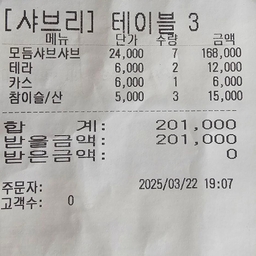 [샤브리] 테이블 3
메뉴 단가 수량 금액
모듬샤브샤브 24,000 7 168,000
테라 6,000 2 12,000
카스 6,000 1 6,000
참이슬/산 5,000 3 15,000
합 계: 201,000
받을금액: 201,000
받은금액: 0
주문자: 2025/03/22 19:07
고객수: 0